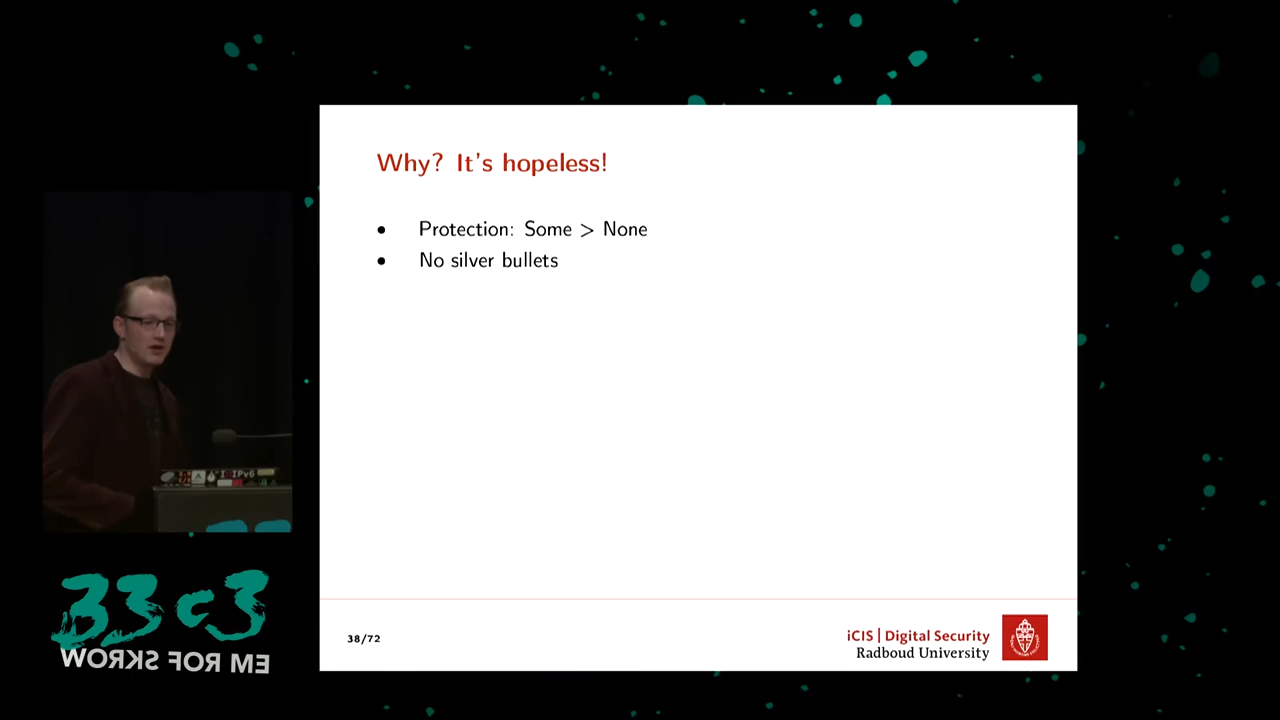 Why? It's hopeless!
• Protection: Some > None
• No silver bullets
IPv6
33c3
WORKS FOR ME
38/72
iCIS | Digital Security
Radboud University